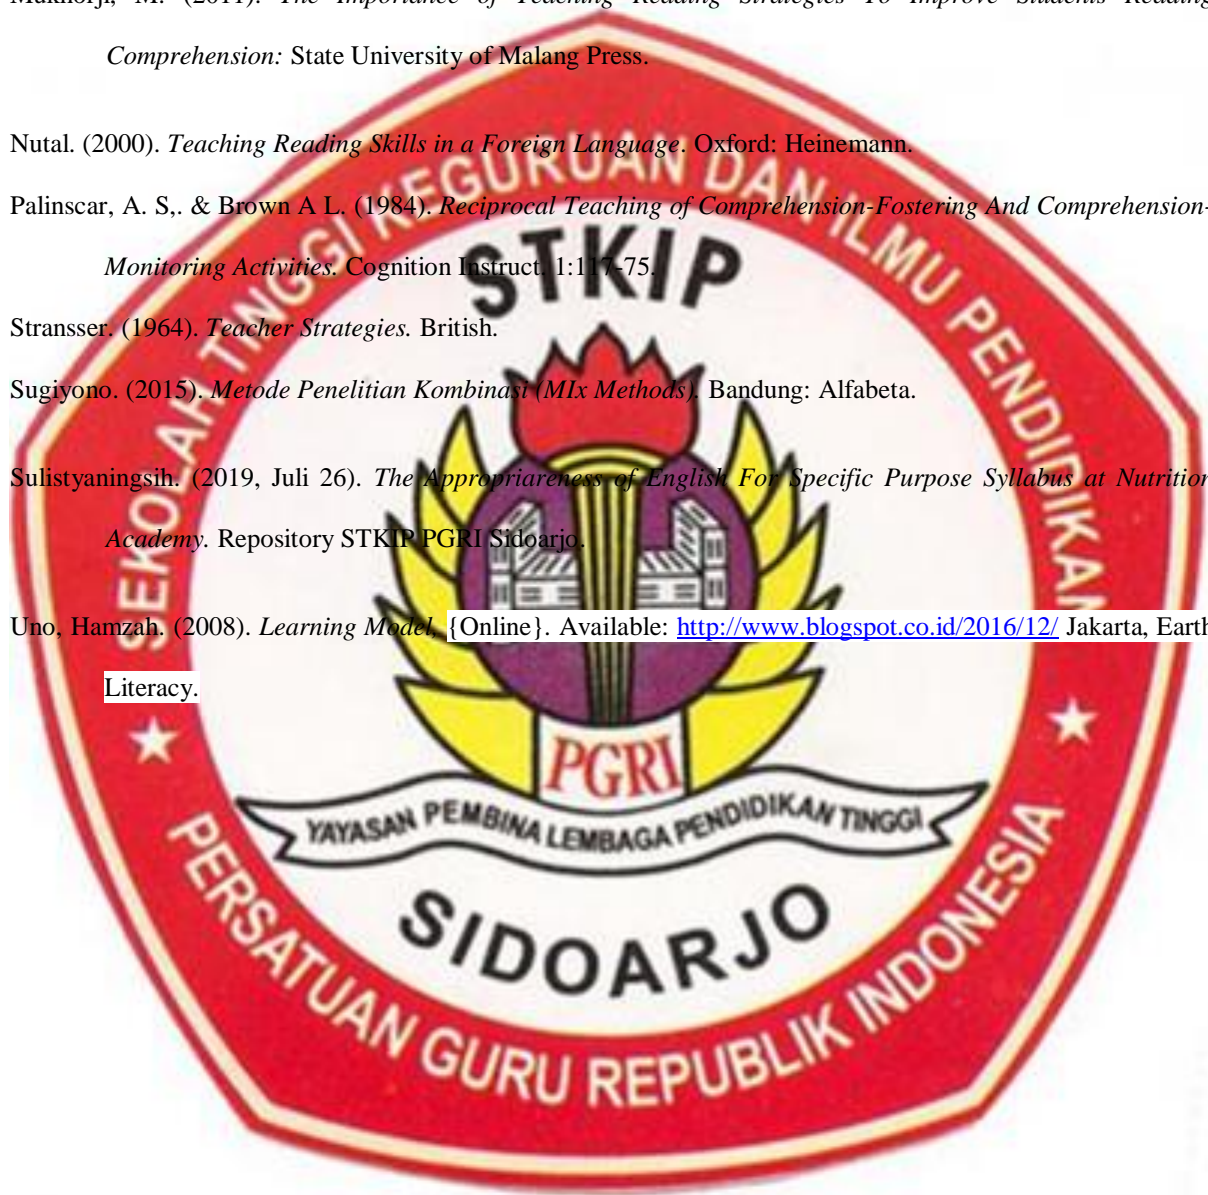 Comprehension: State University of Malang Press.
Nutal. (2000). Teaching Reading Skills in a Foreign Language. Oxford: Heinemann.
Palinscar, A. S,. & Brown A L. (1984). Reciprocal Teaching of Comprehension-Fostering And Comprehension-
Monitoring Activities. Cognition Instruct. 1:117-75.
Stransser. (1964). Teacher Strategies. British.
Sugiyono. (2015). Metode Penelitian Kombinasi (MIx Methods). Bandung: Alfabeta.
Sulistyaningsih. (2019, Juli 26). The Appropriareness of English For Specific Purpose Syllabus at Nutrition
Academy. Repository STKIP PGRI Sidoarjo.
Uno, Hamzah. (2008). Learning Model, {Online}. Available: http://www.blogspot.co.id/2016/12/ Jakarta, Earth
Literacy.
SEKOLAH TINGGI KEGURUAN DAN ILMU PENDIDIKAN
STKIP
PGRI
YAYASAN PEMBINA LEMBAGA PENDIDIKAN TINGGI
SIDOARJO
PERSATUAN GURU REPUBLIK INDONESIA